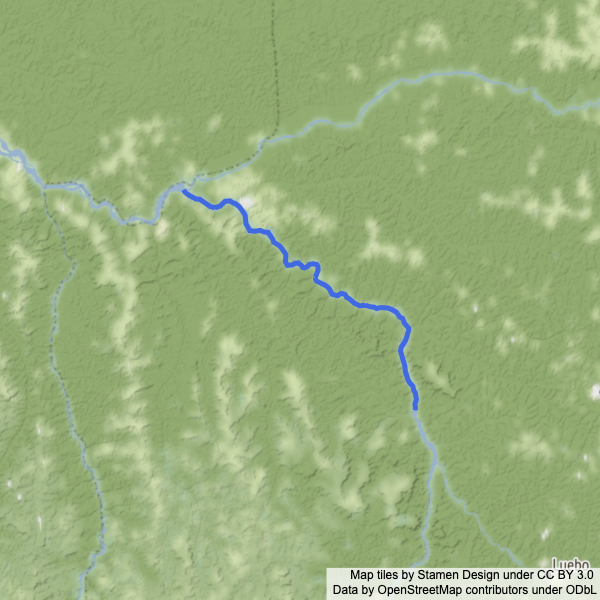 Luebo
Map tiles by Stamen Design under CC BY 3.0
Data by OpenStreetMap contributors under ODbL